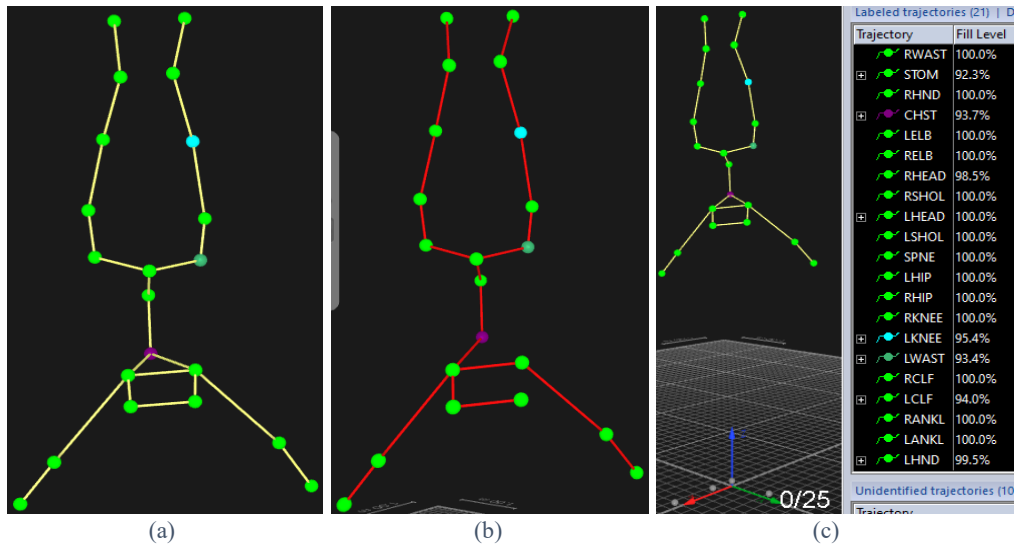 Labeled trajectories (21) | D
Trajectory Fill Level
RWAST 100.0%
STOM 92.3%
RHND 100.0%
CHST 93.7%
LELB 100.0%
RELB 100.0%
RHEAD 98.5%
RSHOL 100.0%
LHEAD 100.0%
LSHOL 100.0%
SPNE 100.0%
LHIP 100.0%
RHIP 100.0%
RKNEE 100.0%
LKNEE 95.4%
LWAST 93.4%
RCLF 100.0%
LCLF 94.0%
RANKL 100.0%
LANKL 100.0%
LHND 99.5%
Unidentified trajectories (10
Trajectory
0/25
(a) (b) (c)